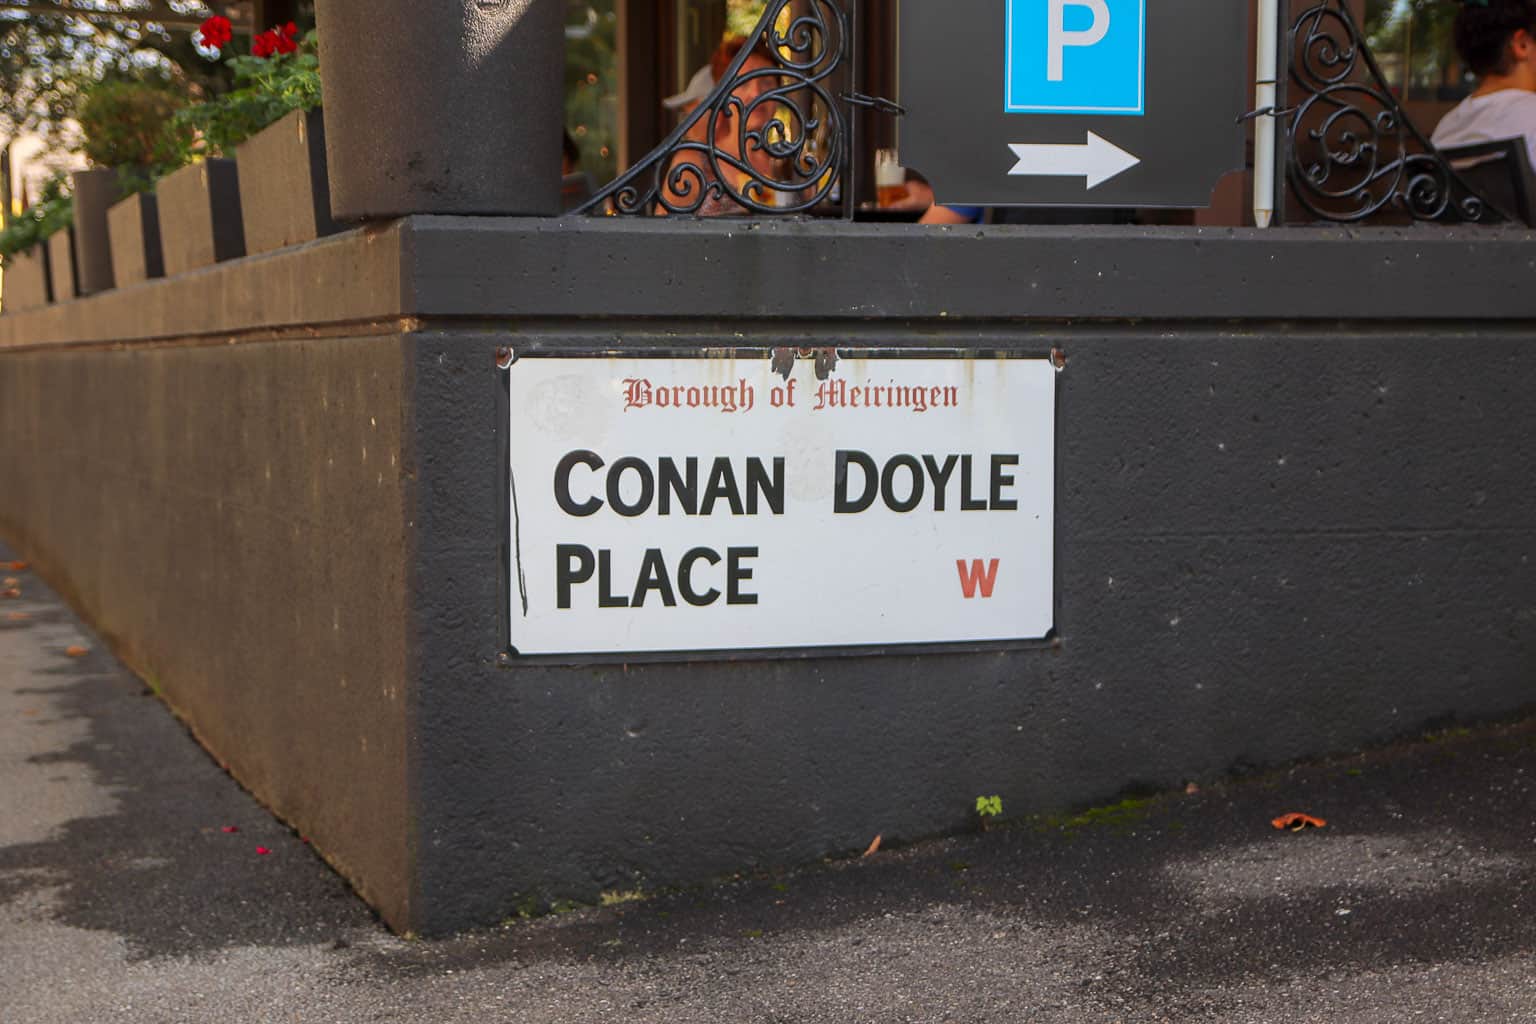 P
Borough of Meiringen
CONAN DOYLE
PLACE W